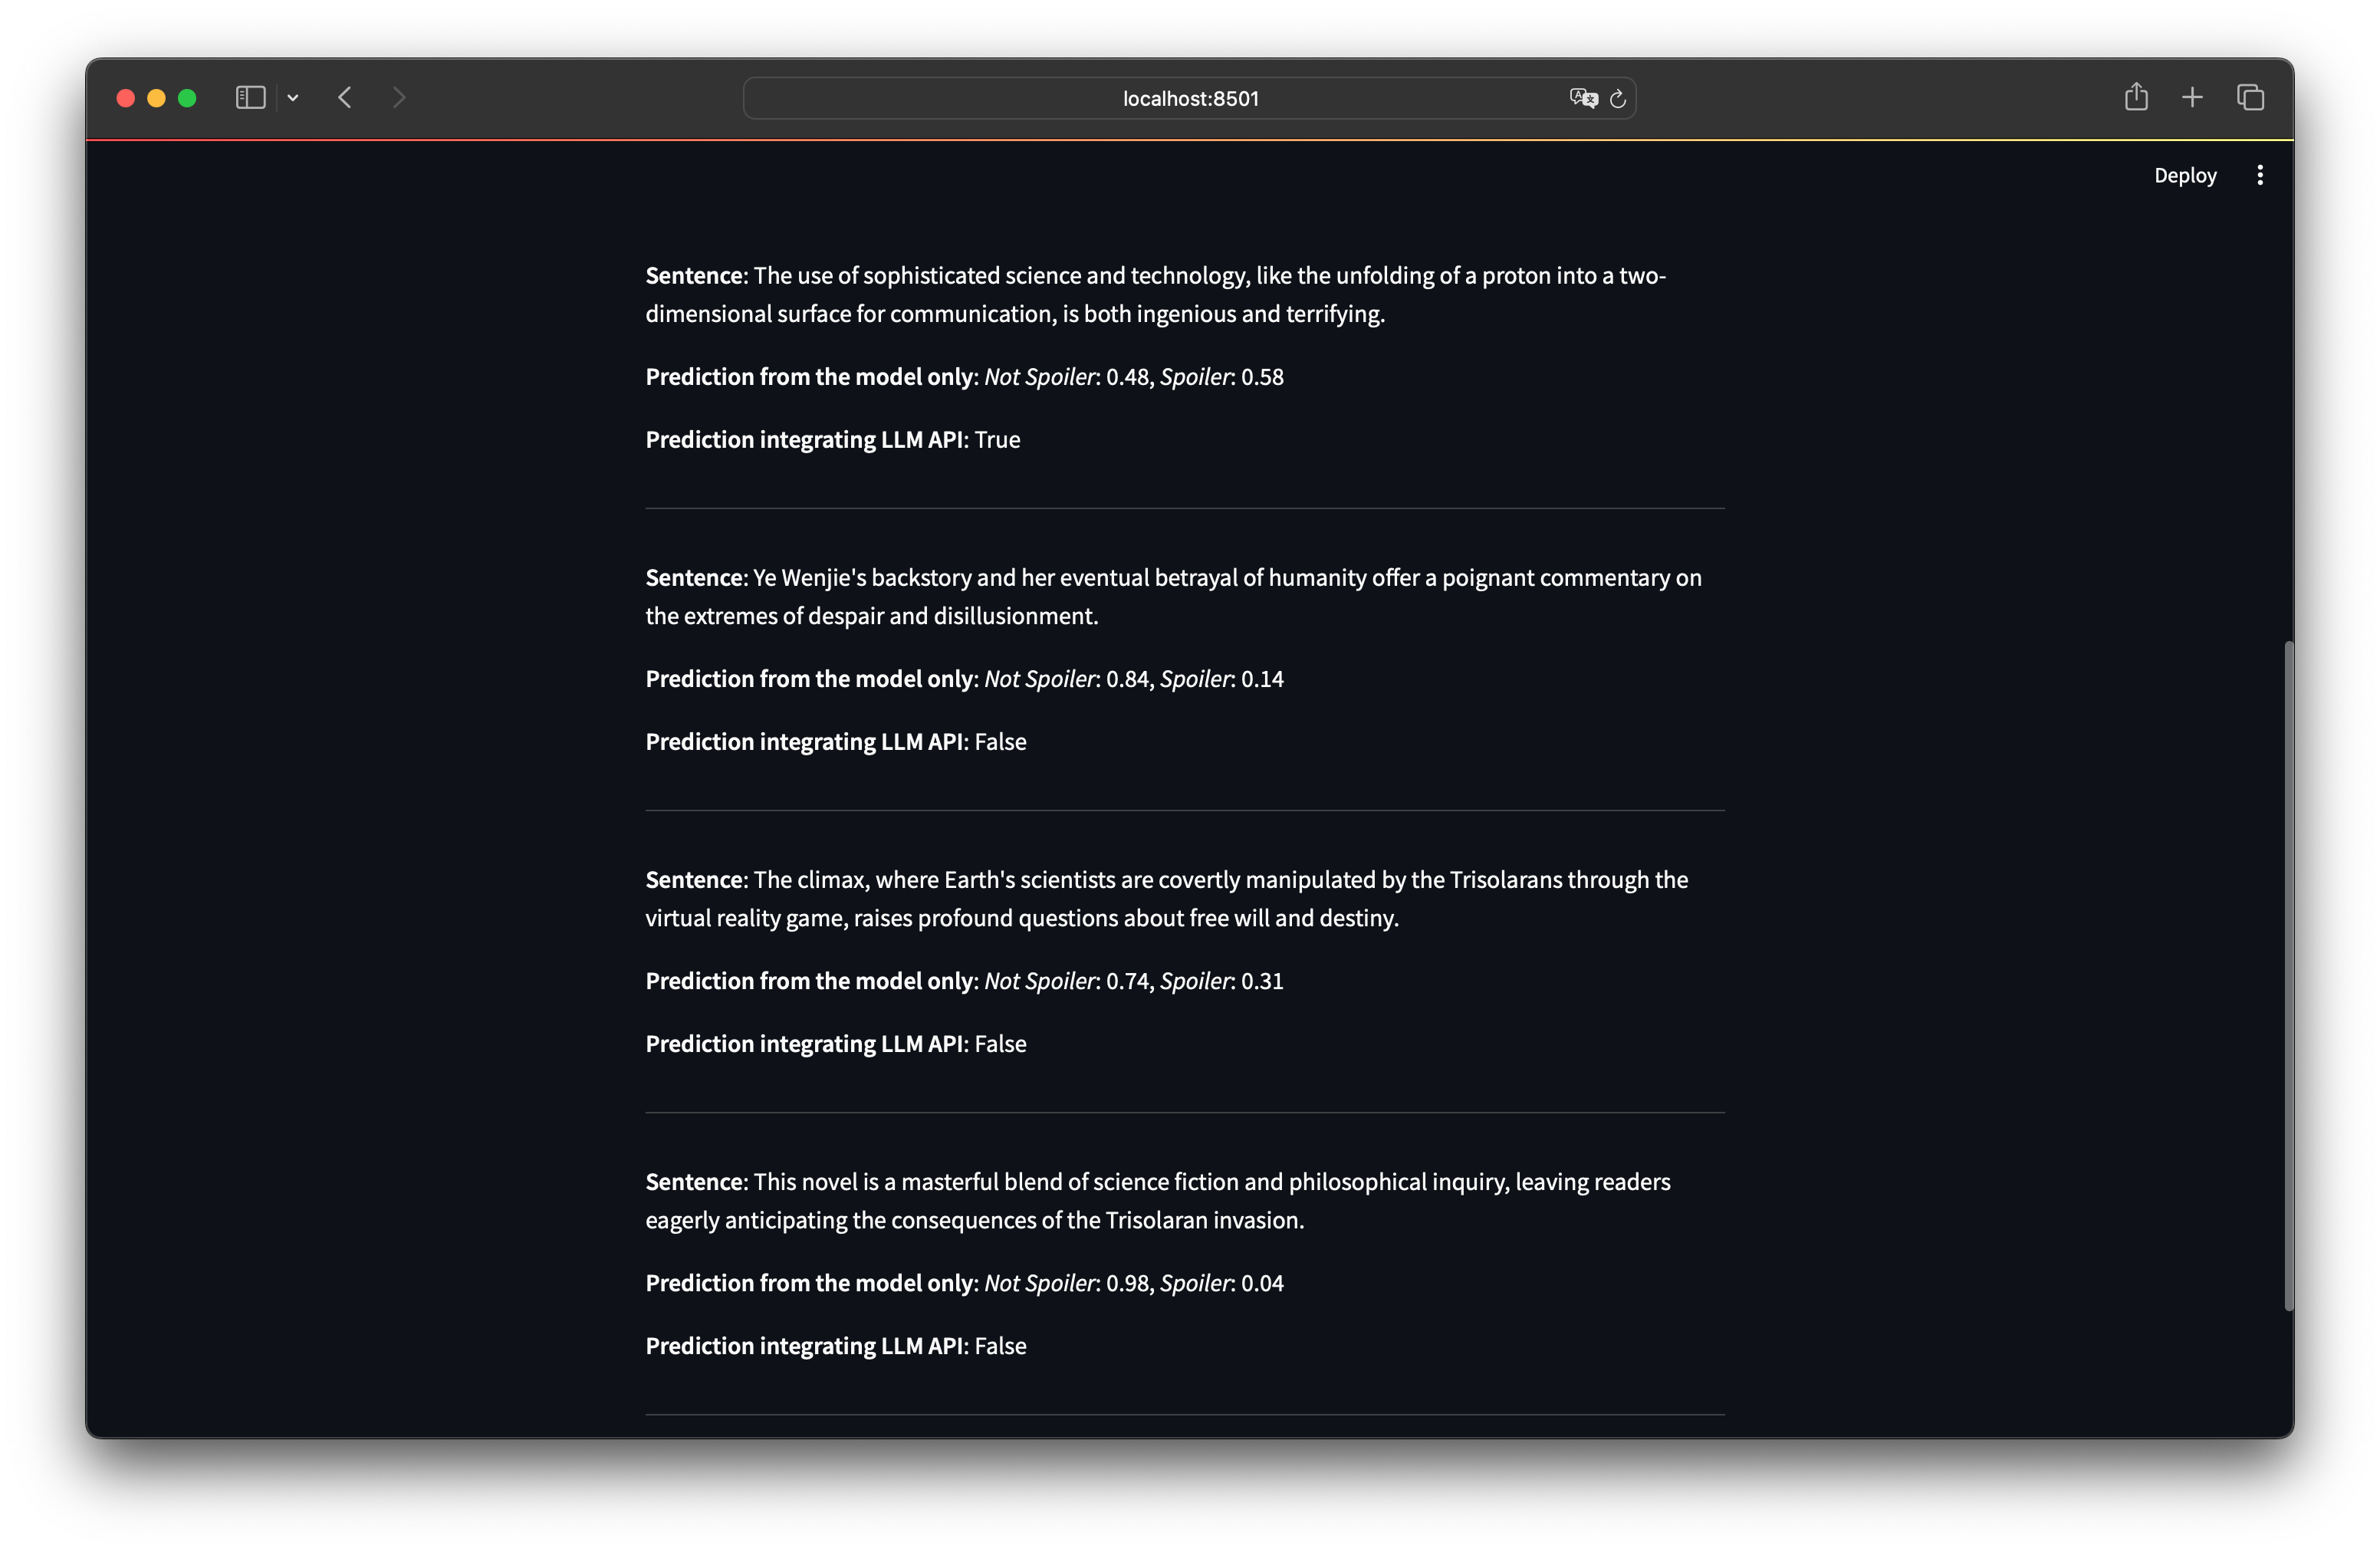 localhost:8501
Deploy
Sentence: The use of sophisticated science and technology, like the unfolding of a proton into a two-
dimensional surface for communication, is both ingenious and terrifying.
Prediction from the model only: Not Spoiler: 0.48, Spoiler: 0.58
Prediction integrating LLM API: True
Sentence: Ye Wenjie's backstory and her eventual betrayal of humanity offer a poignant commentary on
the extremes of despair and disillusionment.
Prediction from the model only: Not Spoiler: 0.84, Spoiler: 0.14
Prediction integrating LLM API: False
Sentence: The climax, where Earth's scientists are covertly manipulated by the Trisolarans through the
virtual reality game, raises profound questions about free will and destiny.
Prediction from the model only: Not Spoiler: 0.74, Spoiler: 0.31
Prediction integrating LLM API: False
Sentence: This novel is a masterful blend of science fiction and philosophical inquiry, leaving readers
eagerly anticipating the consequences of the Trisolaran invasion.
Prediction from the model only: Not Spoiler: 0.98, Spoiler: 0.04
Prediction integrating LLM API: False